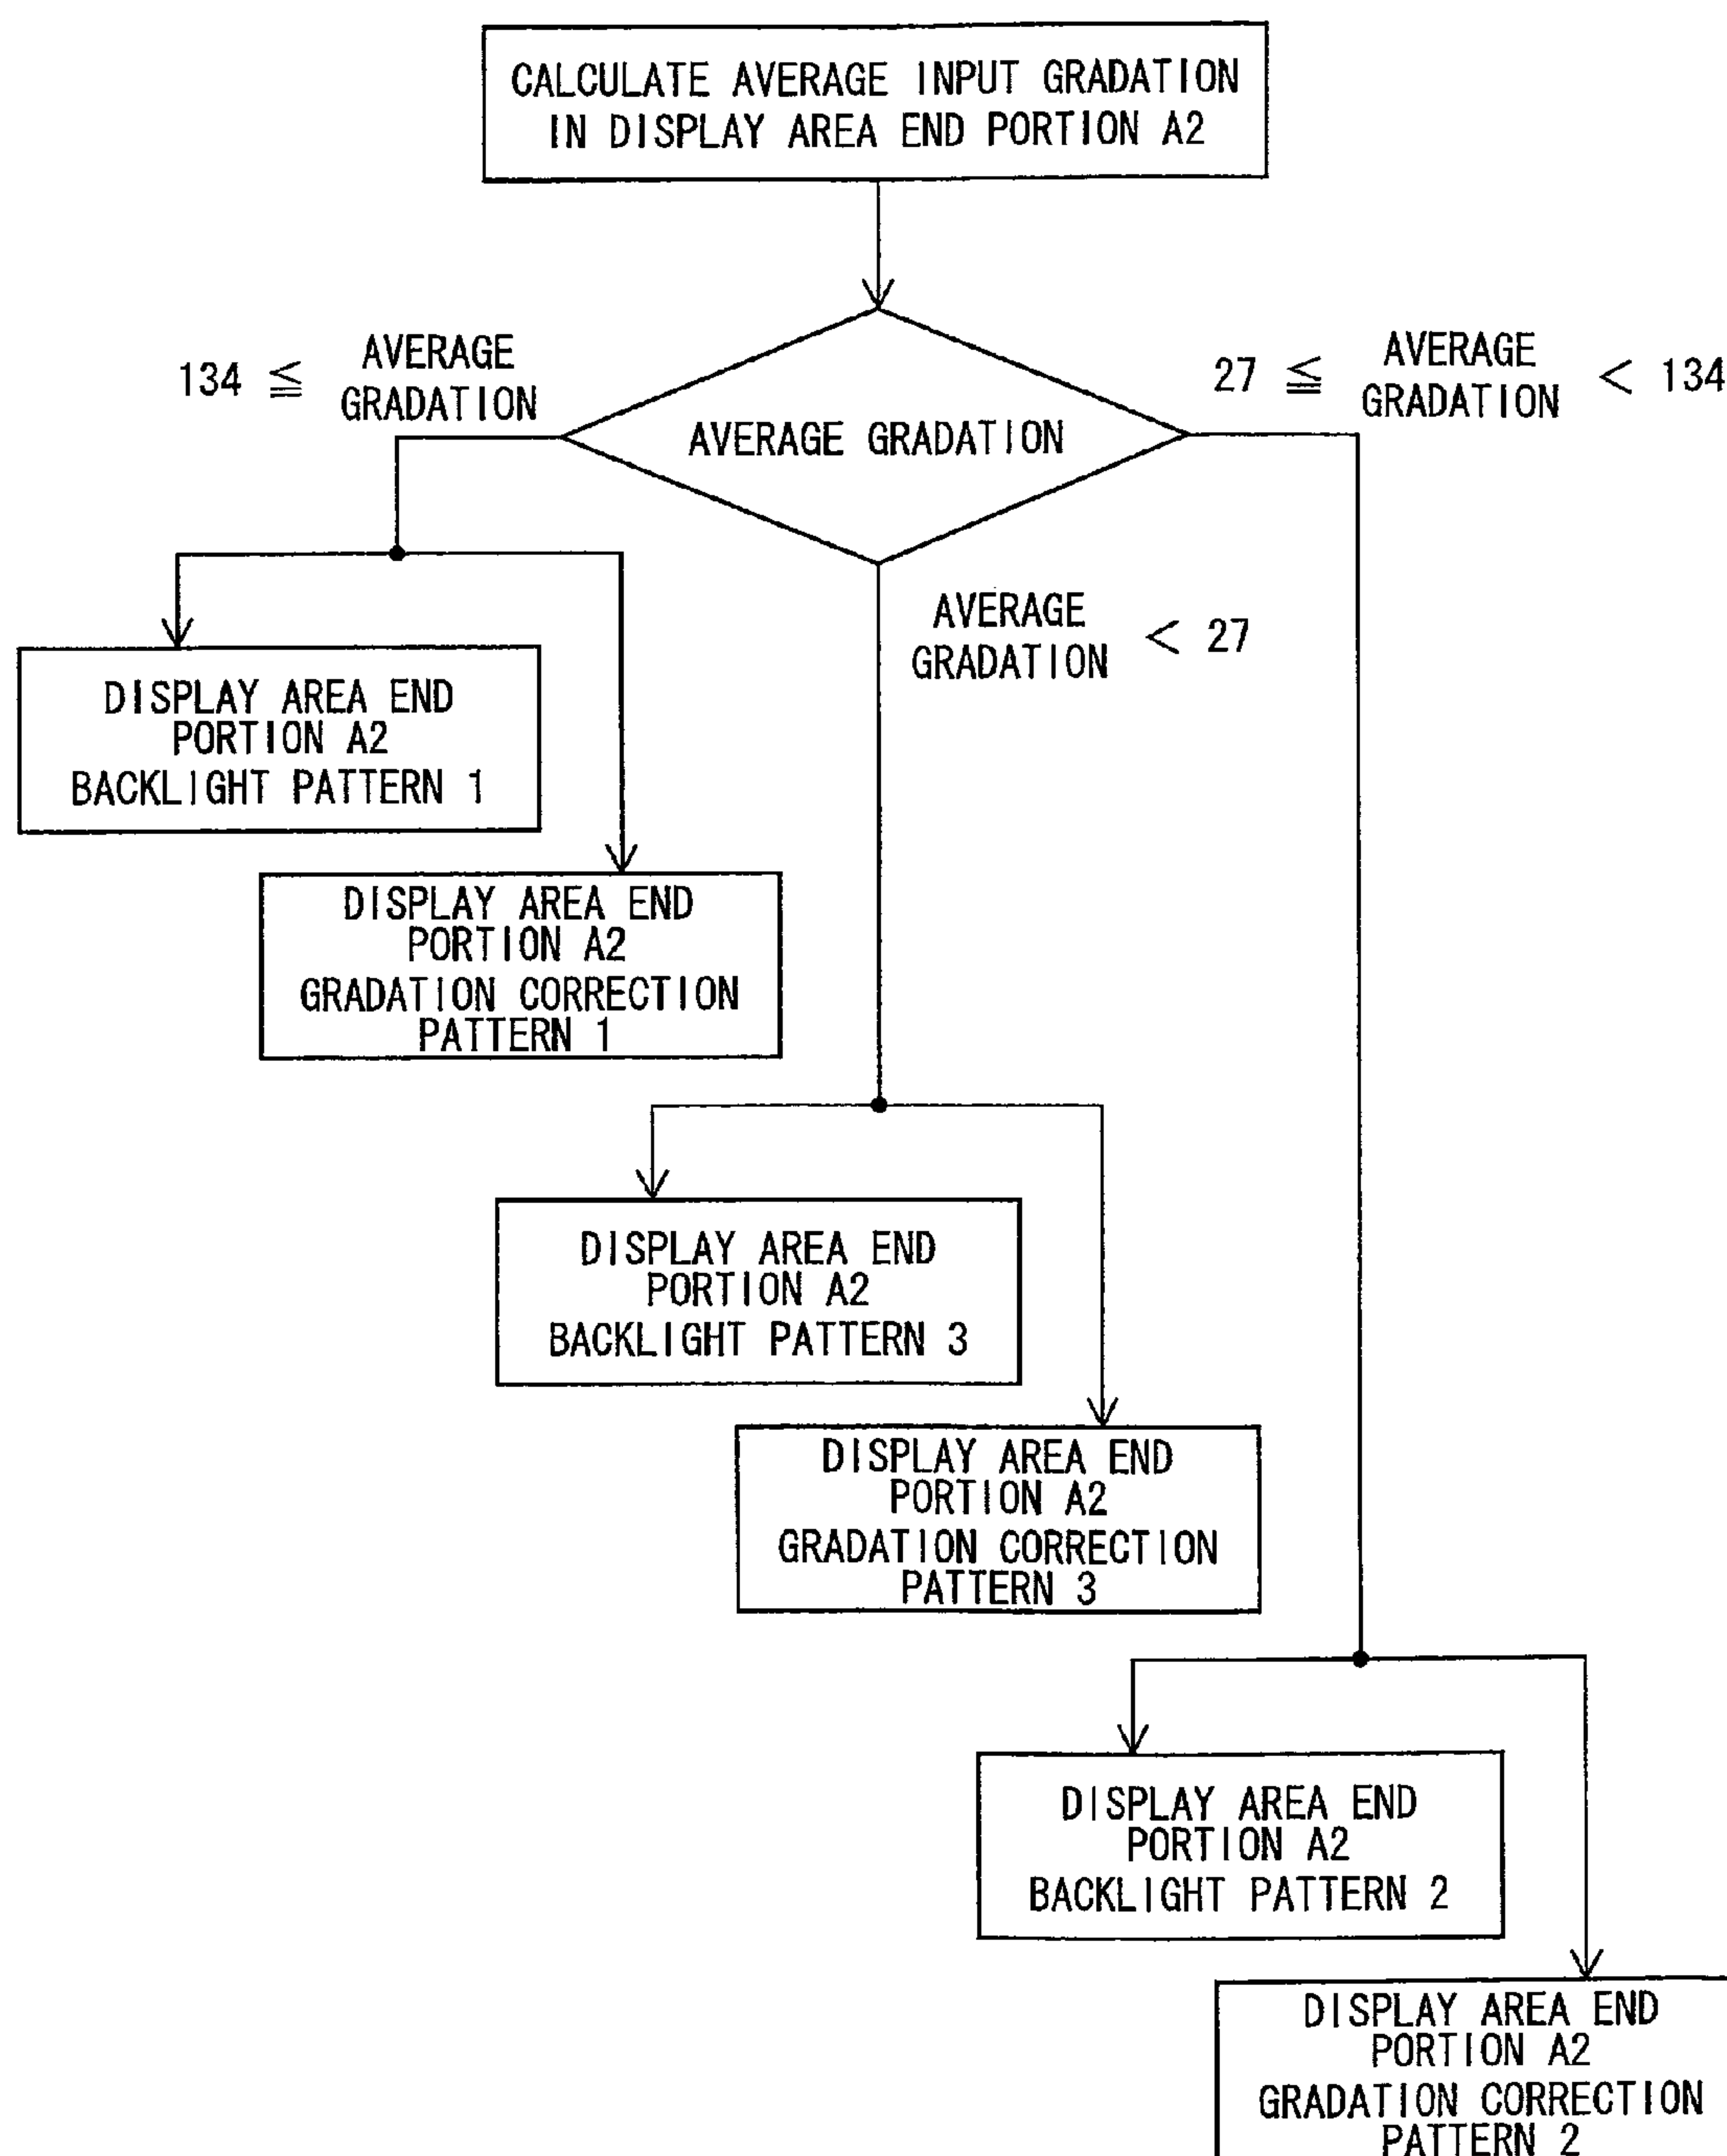 CALCULATE AVERAGE INPUT GRADATION
IN DISPLAY AREA END PORTION A2
134 ≦ AVERAGE
GRADATION
27 ≦ AVERAGE
GRADATION < 134
AVERAGE GRADATION
AVERAGE
GRADATION < 27
DISPLAY AREA END
PORTION A2
BACKLIGHT PATTERN 1
DISPLAY AREA END
PORTION A2
GRADATION CORRECTION
PATTERN 1
DISPLAY AREA END
PORTION A2
BACKLIGHT PATTERN 3
DISPLAY AREA END
PORTION A2
GRADATION CORRECTION
PATTERN 3
DISPLAY AREA END
PORTION A2
BACKLIGHT PATTERN 2
DISPLAY AREA END
PORTION A2
GRADATION CORRECTION
PATTERN 2